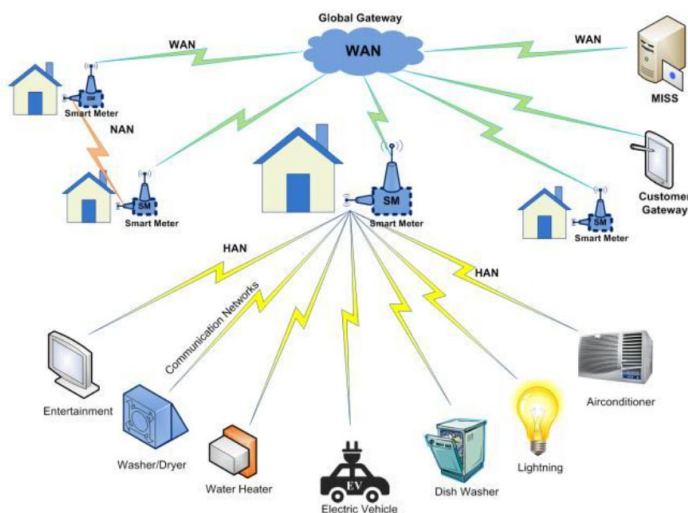 Global Gateway
WAN
WAN
WAN
MISS
SM
Smart Meter
NAN
SM
Smart Meter
SM
Smart Meter
SM
Smart Meter
Customer
Gateway
HAN
HAN
Communication Networks
Entertainment
Washer/Dryer
Water Heater
EV
Electric Vehicle
Dish Washer
Lightning
Airconditioner